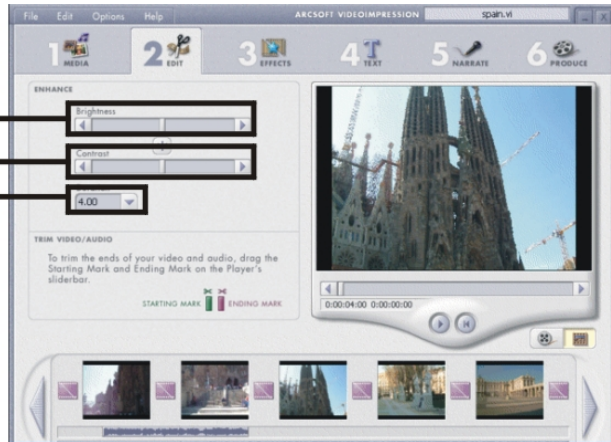 File Edit Options Help ARCSOFT VIDEOIMPRESSION spain.vi
1 MEDIA 2 EDIT 3 EFFECTS 4 TEXT 5 NARRATE 6 PRODUCE
ENHANCE
Brightness
Contrast
4.00
TRIM VIDEO/AUDIO
To trim the ends of your video and audio, drag the
Starting Mark and Ending Mark on the Player's
sliderbar.
STARTING MARK ENDING MARK
0:00:04:00 0:00:00:00